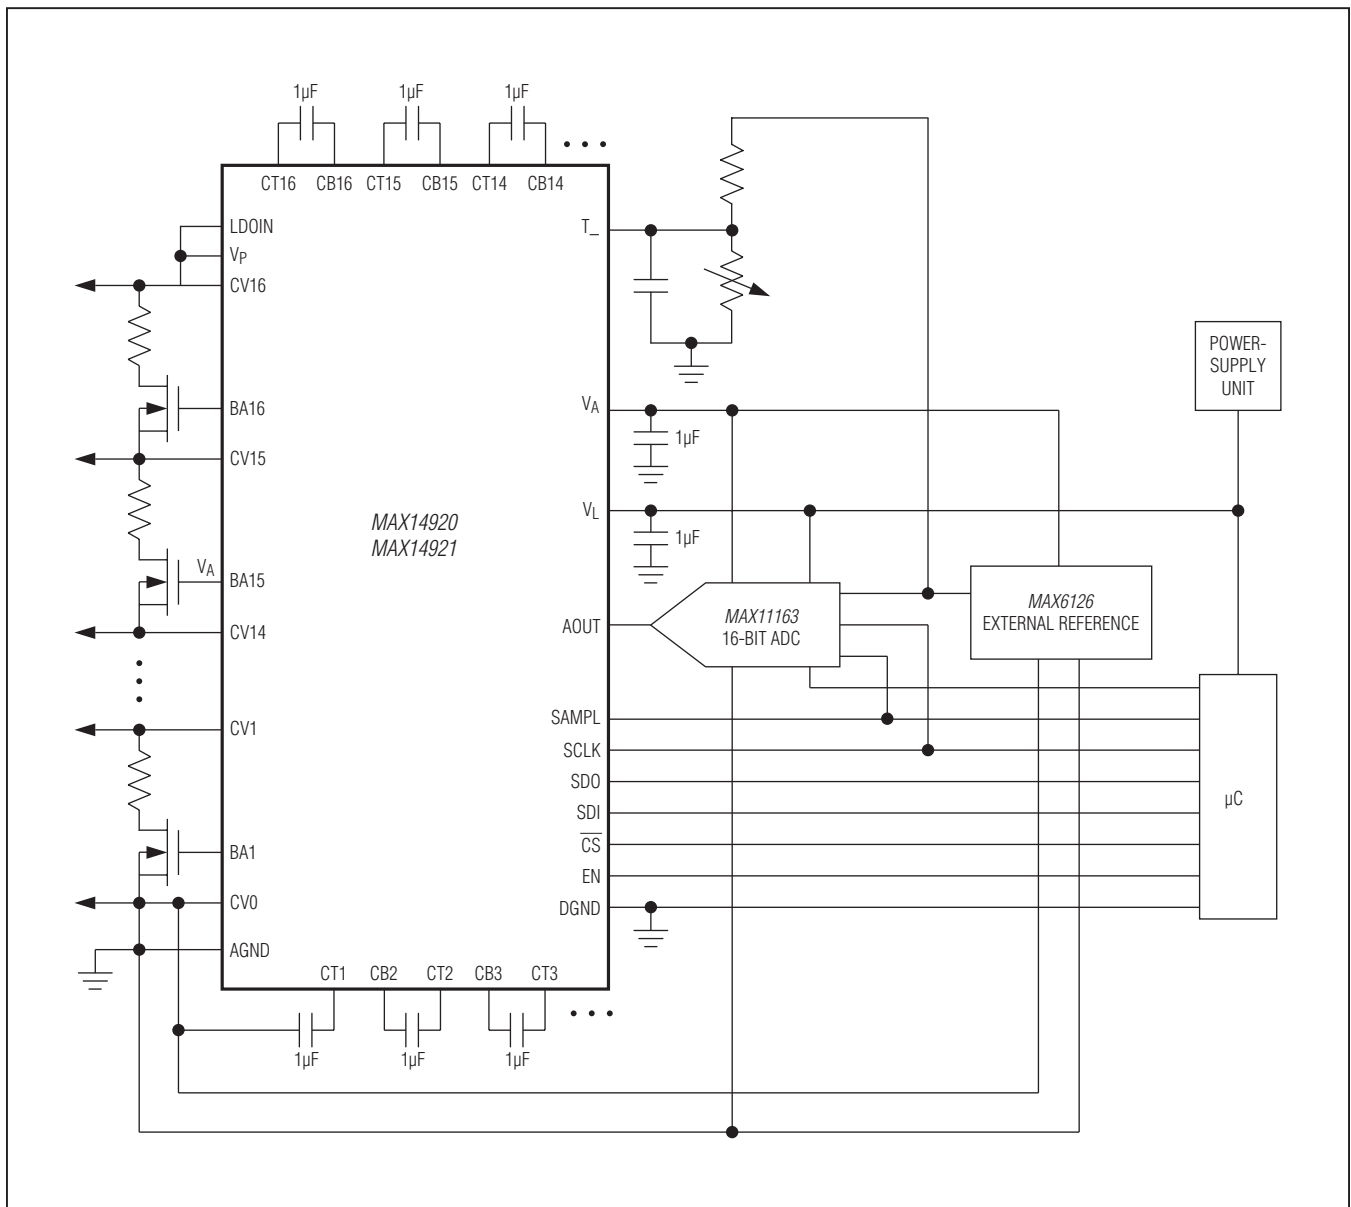 1µF 1µF 1µF
CT16 CB16 CT15 CB15 CT14 CB14
LDOIN
VP
CV16
BA16
CV15
VA
BA15
CV14
CV1
BA1
CV0
AGND
MAX14920
MAX14921
T_
VA
1µF
VL
1µF
AOUT
SAMPL
SCLK
SDO
SDI
CS
EN
DGND
CT1 CB2 CT2 CB3 CT3
1µF 1µF 1µF
MAX11163
16-BIT ADC
MAX6126
EXTERNAL REFERENCE
POWER-
SUPPLY
UNIT
µC